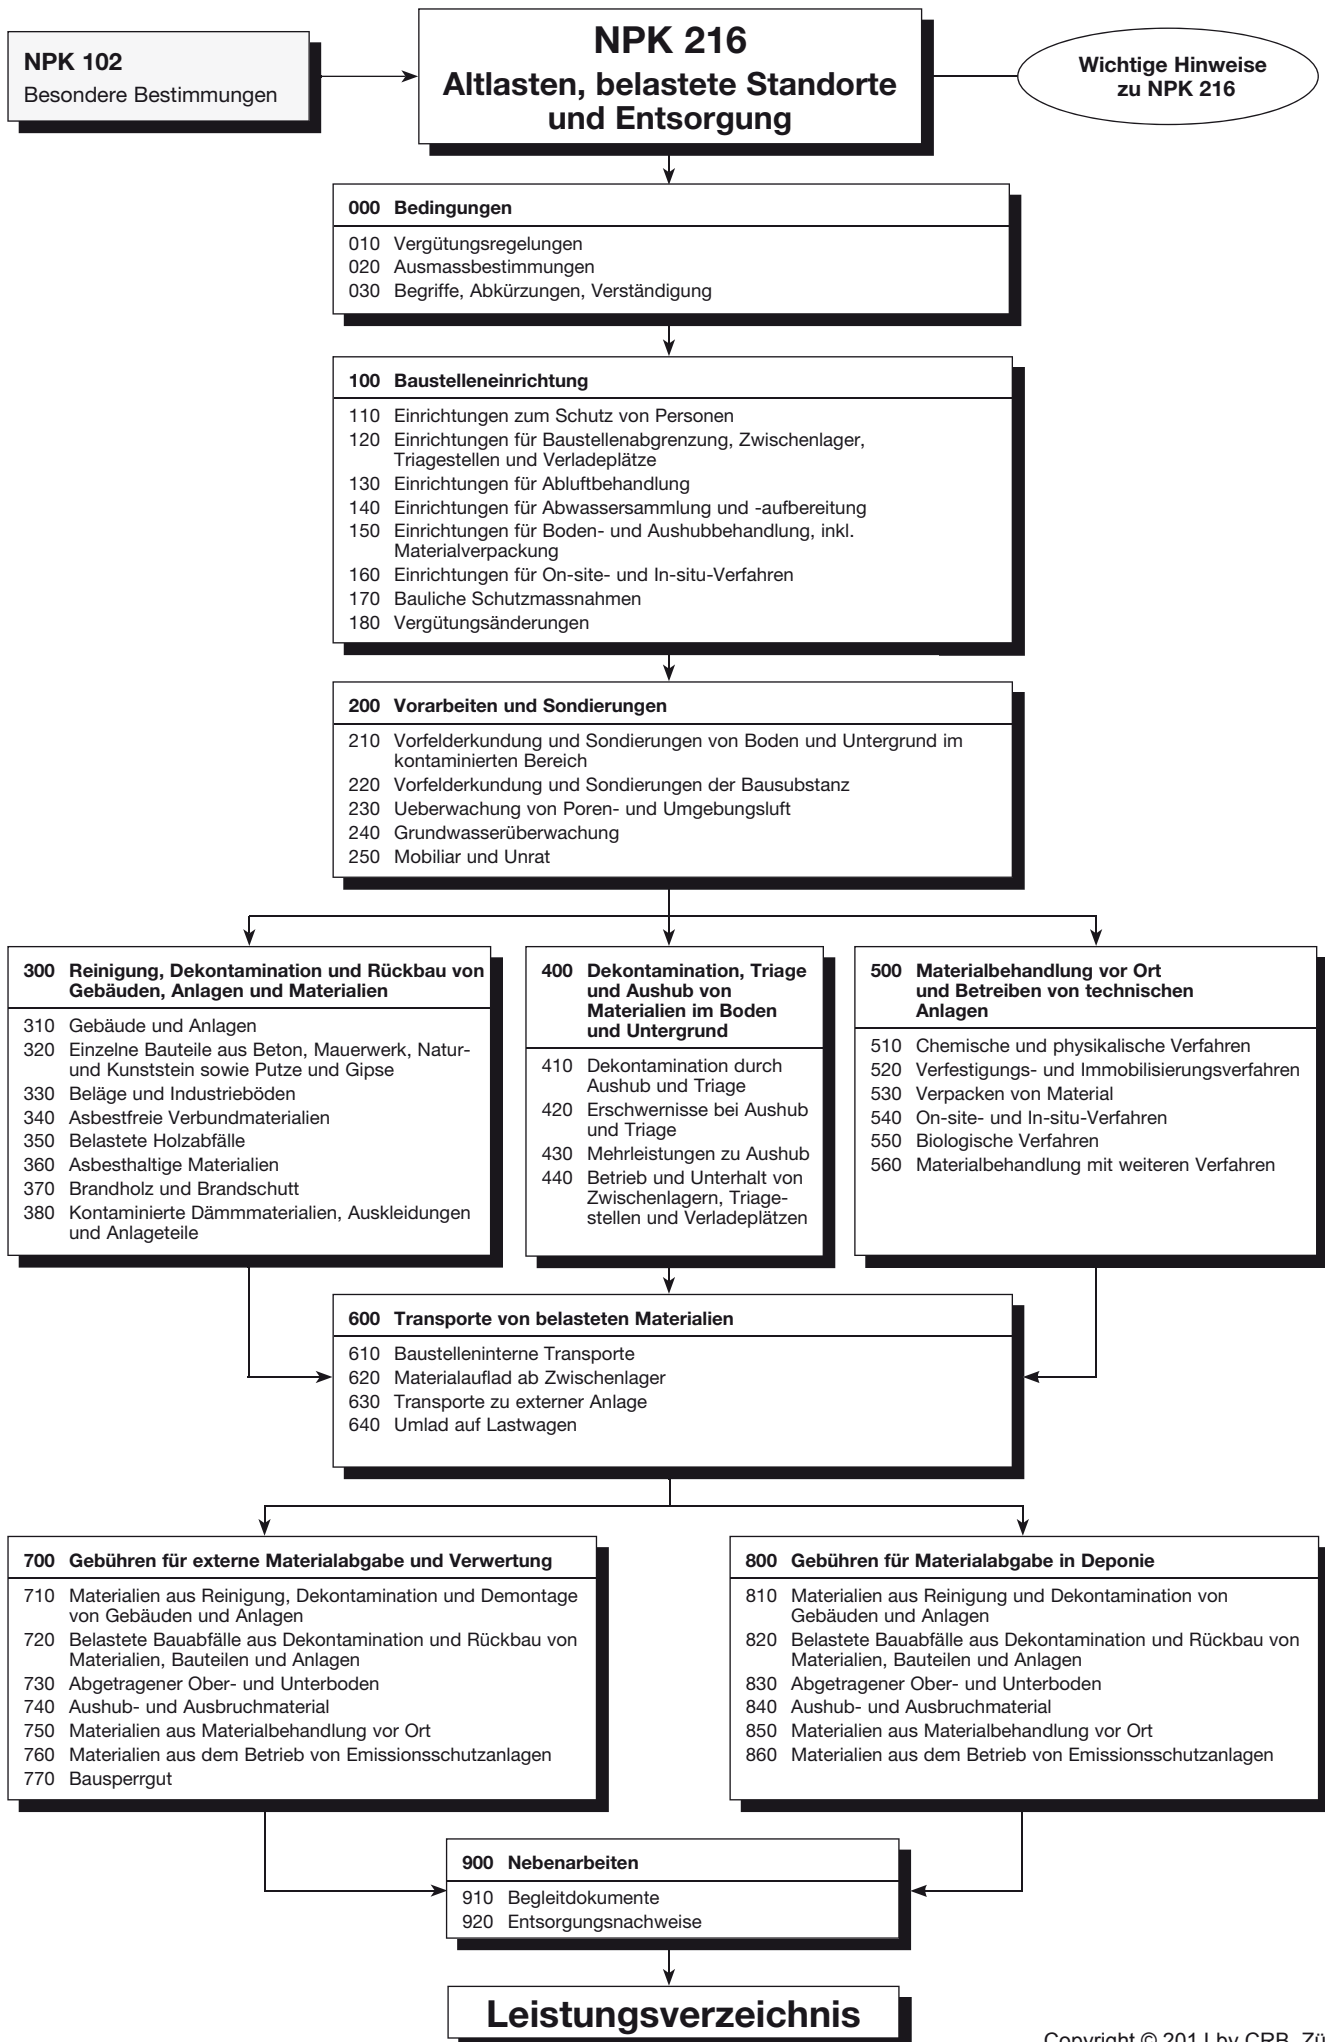 NPK 102
Besondere Bestimmungen
NPK 216
Altlasten, belastete Standorte
und Entsorgung
Wichtige Hinweise
zu NPK 216
000 Bedingungen
010 Vergütungsregelungen
020 Ausmassbestimmungen
030 Begriffe, Abkürzungen, Verständigung
100 Baustelleneinrichtung
110 Einrichtungen zum Schutz von Personen
120 Einrichtungen für Baustellenabgrenzung, Zwischenlager,
Triagestellen und Verladeplätze
130 Einrichtungen für Abluftbehandlung
140 Einrichtungen für Abwassersammlung und -aufbereitung
150 Einrichtungen für Boden- und Aushubbehandlung, inkl.
Materialverpackung
160 Einrichtungen für On-site- und In-situ-Verfahren
170 Bauliche Schutzmassnahmen
180 Vergütungsänderungen
200 Vorarbeiten und Sondierungen
210 Vorfelderkundung und Sondierungen von Boden und Untergrund im
kontaminierten Bereich
220 Vorfelderkundung und Sondierungen der Bausubstanz
230 Ueberwachung von Poren- und Umgebungsluft
240 Grundwasserüberwachung
250 Mobiliar und Unrat
300 Reinigung, Dekontamination und Rückbau von
Gebäuden, Anlagen und Materialien
310 Gebäude und Anlagen
320 Einzelne Bauteile aus Beton, Mauerwerk, Natur-
und Kunststein sowie Putze und Gipse
330 Beläge und Industrieböden
340 Asbestfreie Verbundmaterialien
350 Belastete Holzabfälle
360 Asbesthaltige Materialien
370 Brandholz und Brandschutt
380 Kontaminierte Dämmmaterialien, Auskleidungen
und Anlageteile
400 Dekontamination, Triage
und Aushub von
Materialien im Boden
und Untergrund
410 Dekontamination durch
Aushub und Triage
420 Erschwernisse bei Aushub
und Triage
430 Mehrleistungen zu Aushub
440 Betrieb und Unterhalt von
Zwischenlagern, Triage-
stellen und Verladeplätzen
500 Materialbehandlung vor Ort
und Betreiben von technischen
Anlagen
510 Chemische und physikalische Verfahren
520 Verfestigungs- und Immobilisierungsverfahren
530 Verpacken von Material
540 On-site- und In-situ-Verfahren
550 Biologische Verfahren
560 Materialbehandlung mit weiteren Verfahren
600 Transporte von belasteten Materialien
610 Baustelleninterne Transporte
620 Materialauflad ab Zwischenlager
630 Transporte zu externer Anlage
640 Umlad auf Lastwagen
700 Gebühren für externe Materialabgabe und Verwertung
710 Materialien aus Reinigung, Dekontamination und Demontage
von Gebäuden und Anlagen
720 Belastete Bauabfälle aus Dekontamination und Rückbau von
Materialien, Bauteilen und Anlagen
730 Abgetragener Ober- und Unterboden
740 Aushub- und Ausbruchmaterial
750 Materialien aus Materialbehandlung vor Ort
760 Materialien aus dem Betrieb von Emissionsschutzanlagen
770 Bausperrgut
800 Gebühren für Materialabgabe in Deponie
810 Materialien aus Reinigung und Dekontamination von
Gebäuden und Anlagen
820 Belastete Bauabfälle aus Dekontamination und Rückbau von
Materialien, Bauteilen und Anlagen
830 Abgetragener Ober- und Unterboden
840 Aushub- und Ausbruchmaterial
850 Materialien aus Materialbehandlung vor Ort
860 Materialien aus dem Betrieb von Emissionsschutzanlagen
900 Nebenarbeiten
910 Begleitdokumente
920 Entsorgungsnachweise
Leistungsverzeichnis
Copyright © by CRB, Zü